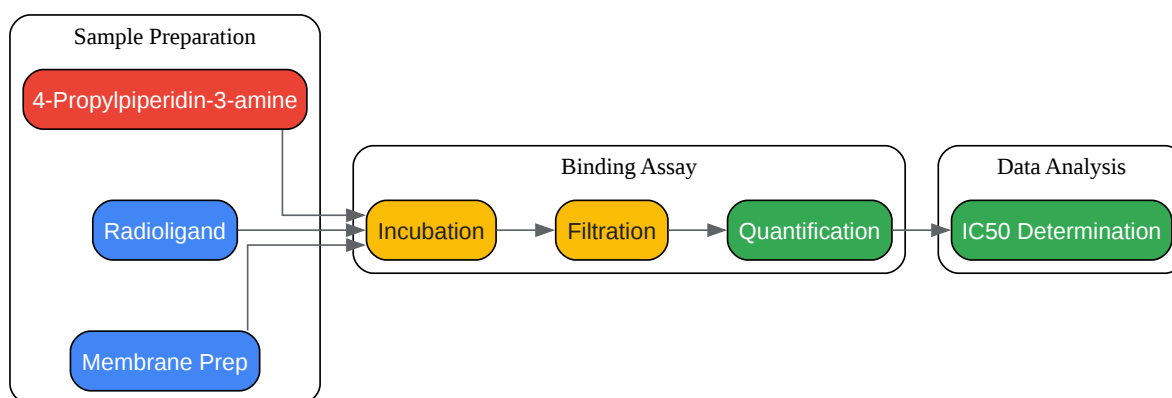 Sample Preparation
4-Propylpiperidin-3-amine
Radioligand
Membrane Prep
Binding Assay
Incubation
Filtration
Quantification
Data Analysis
IC50 Determination